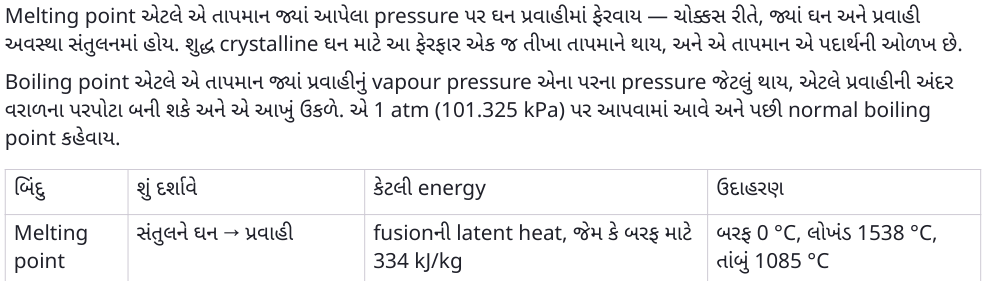 Melting point એટલે એ તાપમાન જ્યાં આપેલા pressure પર ઘન પ્રવાહીમાં ફેરવાય — ચોક્કસ રીતે, જ્યાં ઘન અને પ્રવાહી
અવસ્થા સંતુલનમાં હોય. શુદ્ધ crystalline ઘન માટે આ ફેરફાર એક જ તીખા તાપમાને થાય, અને એ તાપમાન એ પદાર્થની ઓળખ છે.
Boiling point એટલે એ તાપમાન જ્યાં પ્રવાહીનું vapour pressure એના પરના pressure જેટલું થાય, એટલે પ્રવાહીની અંદર
વરાળના પરપોટા બની શકે અને એ આખું ઉકળે. એ 1 atm (101.325 kPa) પર આપવામાં આવે અને પછી normal boiling
point કહેવાય.
બિંદુ શું દર્શાવે કેટલી energy ઉદાહરણ
Melting point સંતુલને ઘન → પ્રવાહી fusionની latent heat, જેમ કે બરફ માટે 334 kJ/kg બરફ 0 °C, લોખંડ 1538 °C, તાંબું 1085 °C